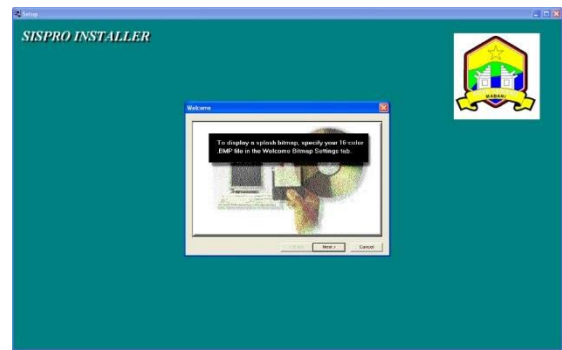 Setup
SISPRO INSTALLER
MADANI
Welcome
To display a splash bitmap, specify your 16-color
.BMP file in the Welcome Bitmap Settings tab.
Next >
Cancel